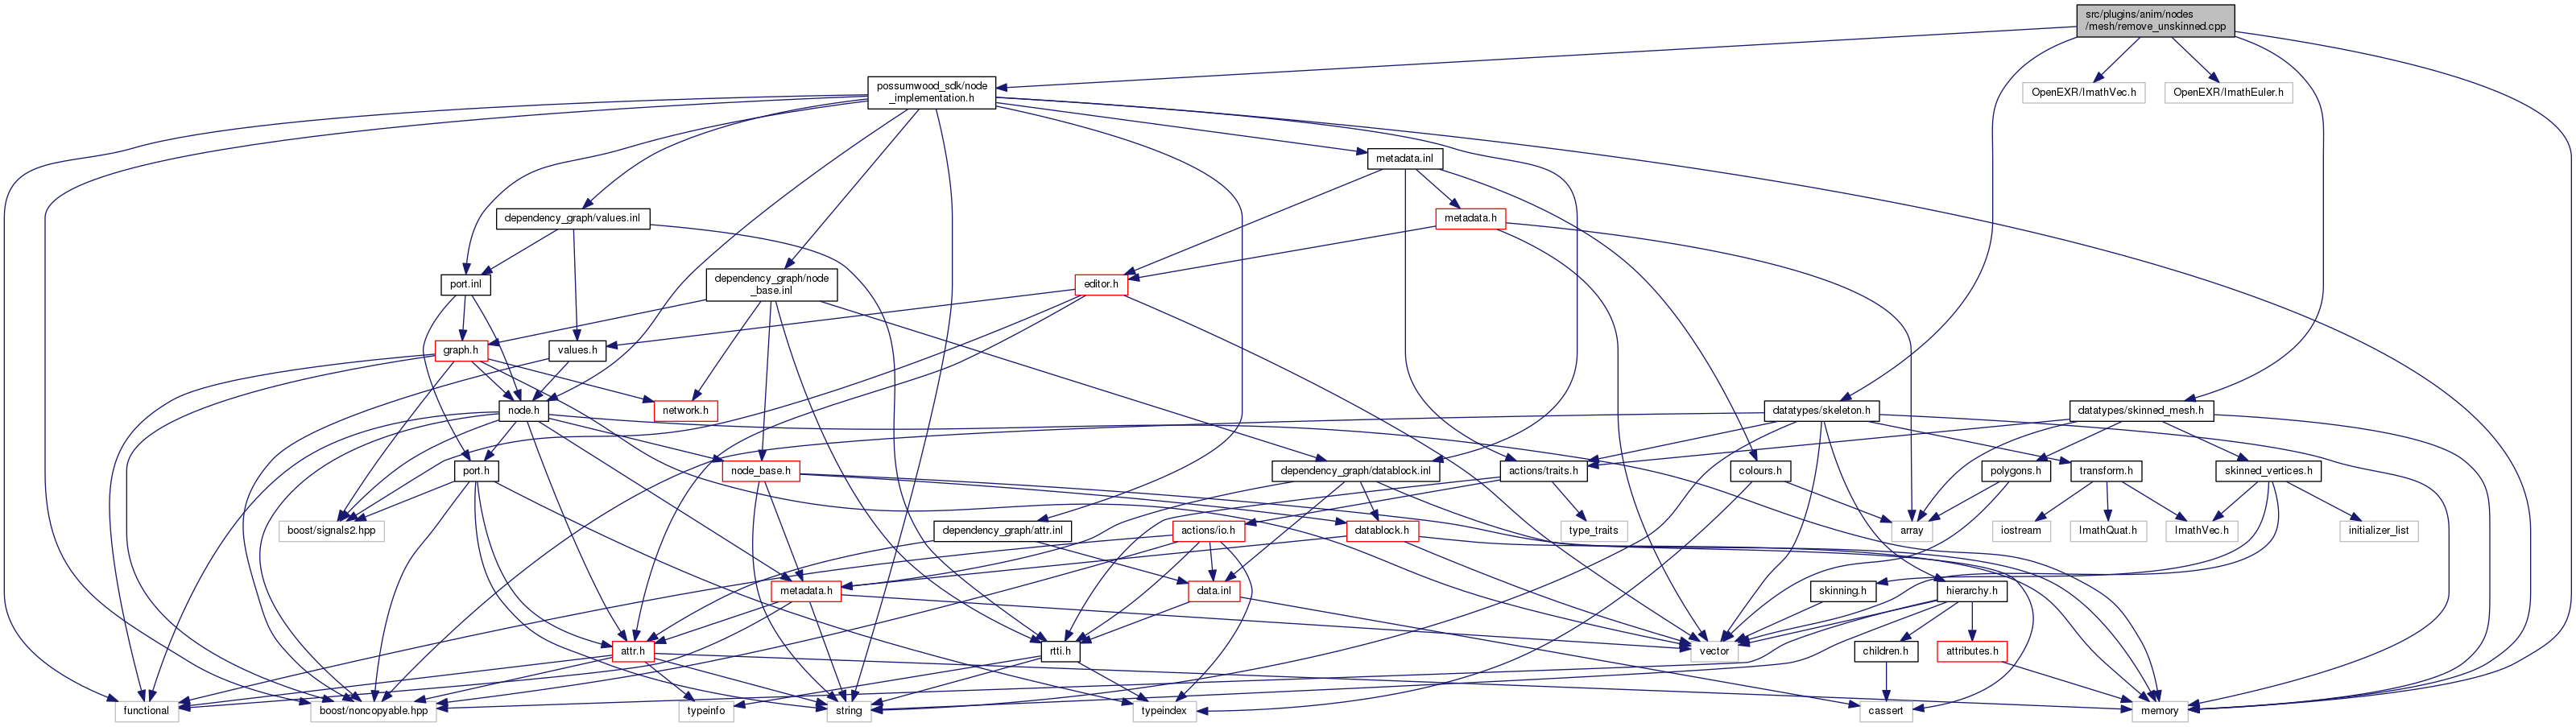 src/plugins/anim/nodes
/mesh/remove_unskinned.cpp
possumwood_sdk/node
_implementation.h
OpenEXR/ImathVec.h
OpenEXR/ImathEuler.h
metadata.inl
dependency_graph/values.inl
metadata.h
port.inl
dependency_graph/node
_base.inl
editor.h
graph.h
values.h
node.h
network.h
datatypes/skeleton.h
datatypes/skinned_mesh.h
port.h
node_base.h
dependency_graph/datablock.inl
actions/traits.h
colours.h
polygons.h
transform.h
skinned_vertices.h
boost/signals2.hpp
dependency_graph/attr.inl
actions/io.h
datablock.h
type_traits
array
iostream
ImathQuat.h
ImathVec.h
initializer_list
metadata.h
data.inl
skinning.h
hierarchy.h
attr.h
rtti.h
vector
children.h
attributes.h
functional
boost/noncopyable.hpp
typeinfo
string
typeindex
cassert
memory